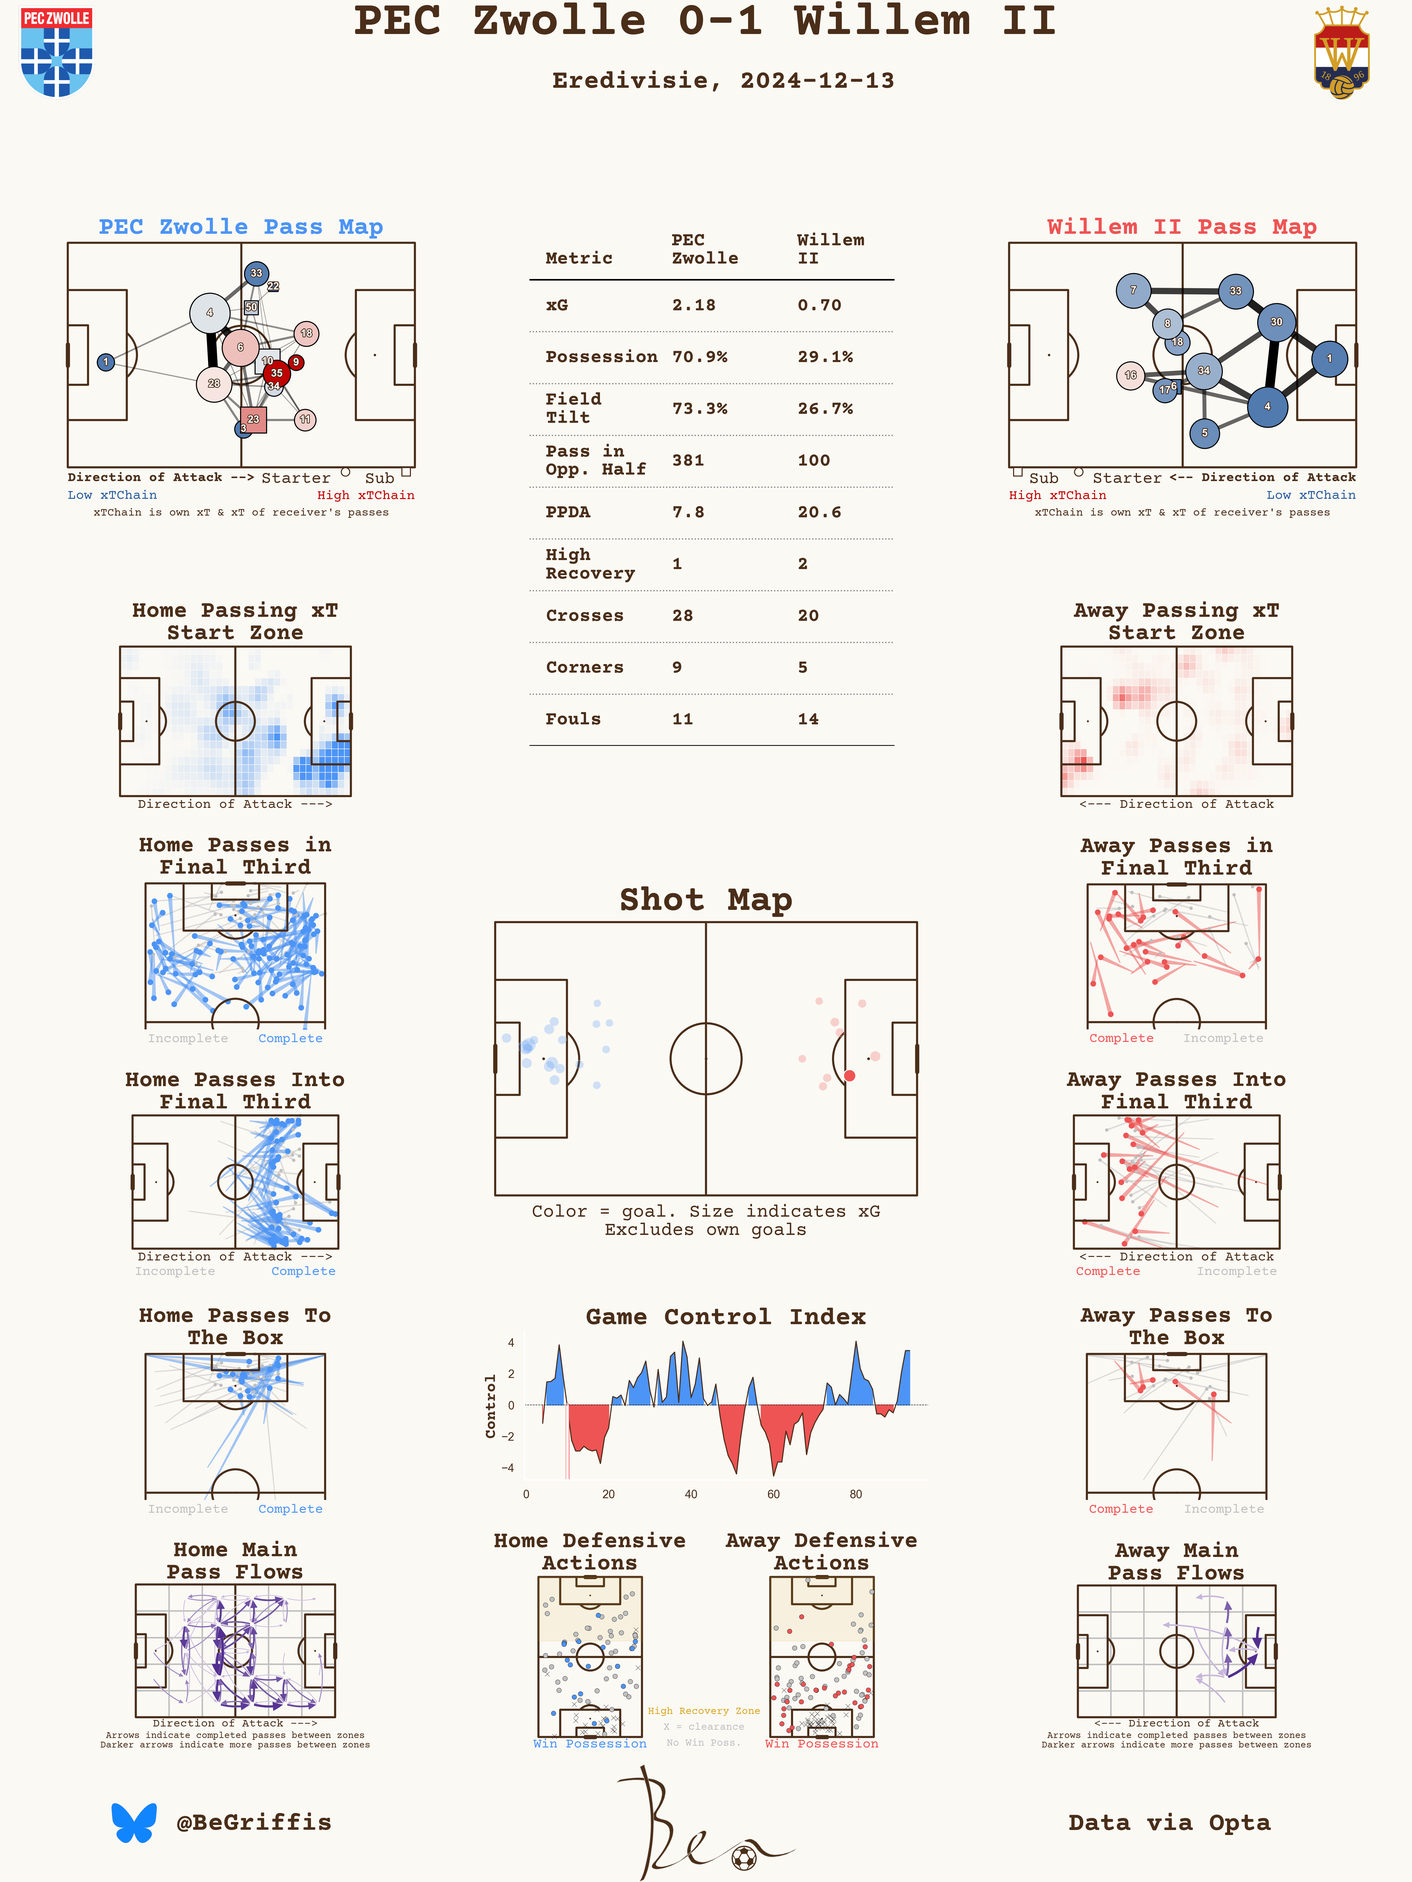 PEC Zwolle 0-1 Willem II
Eredivisie, 2024-12-13
PEC ZWOLLE
18 96
PEC Zwolle Pass Map
33
22
50
4
18
6
10
9
1
35
34
28
23
11
3
Direction of Attack --> Starter Sub
Low xTChain High xTChain
xTChain is own xT & xT of receiver's passes
Metric PEC Zwolle Willem II
xG 2.18 0.70
Possession 70.9% 29.1%
Field Tilt 73.3% 26.7%
Pass in Opp. Half 381 100
PPDA 7.8 20.6
High Recovery 1 2
Crosses 28 20
Corners 9 5
Fouls 11 14
Willem II Pass Map
7
33
8
30
18
1
34
16
17
6
4
5
Sub Starter <-- Direction of Attack
High xTChain Low xTChain
xTChain is own xT & xT of receiver's passes
Home Passing xT
Start Zone
Direction of Attack --->
Away Passing xT
Start Zone
<--- Direction of Attack
Home Passes in
Final Third
Incomplete Complete
Away Passes in
Final Third
Complete Incomplete
Shot Map
Color = goal. Size indicates xG
Excludes own goals
Home Passes Into
Final Third
Direction of Attack --->
Incomplete Complete
Away Passes Into
Final Third
<--- Direction of Attack
Complete Incomplete
Home Passes To
The Box
Incomplete Complete
Game Control Index
Control
4
2
0
−2
−4
0 20 40 60 80
Away Passes To
The Box
Complete Incomplete
Home Main
Pass Flows
Direction of Attack --->
Arrows indicate completed passes between zones
Darker arrows indicate more passes between zones
Home Defensive
Actions
Win Possession
High Recovery Zone
X = clearance
No Win Poss.
Away Defensive
Actions
Win Possession
Away Main
Pass Flows
<--- Direction of Attack
Arrows indicate completed passes between zones
Darker arrows indicate more passes between zones
@BeGriffis
Ben
Data via Opta